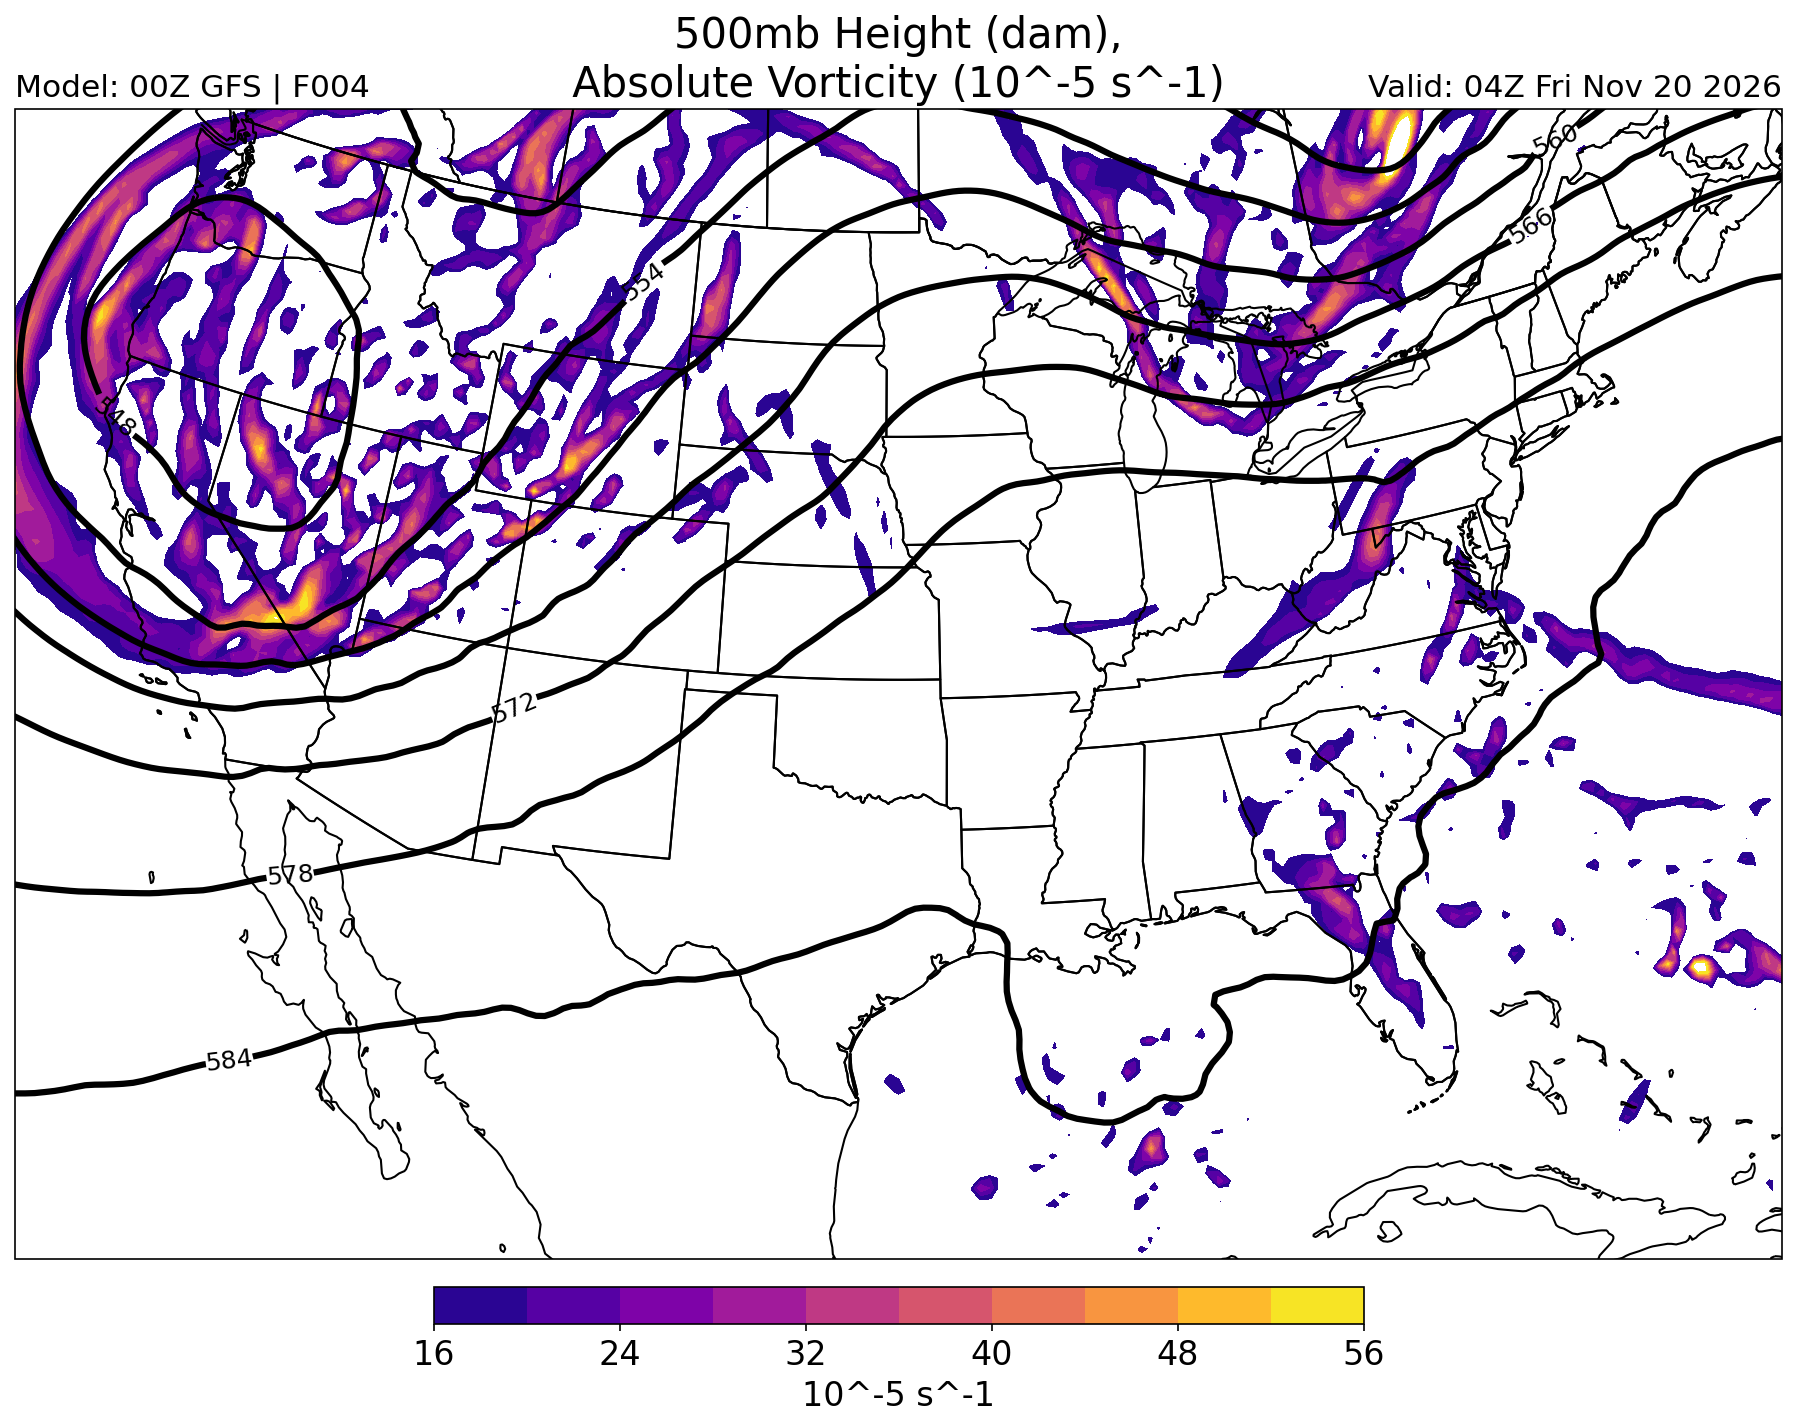 500mb Height (dam),
Absolute Vorticity (10^-5 s^-1)
Model: 00Z GFS | F004
Valid: 04Z Fri Nov 20 2026
560
566
554
548
572
578
584
16 24 32 40 48 56
10^-5 s^-1